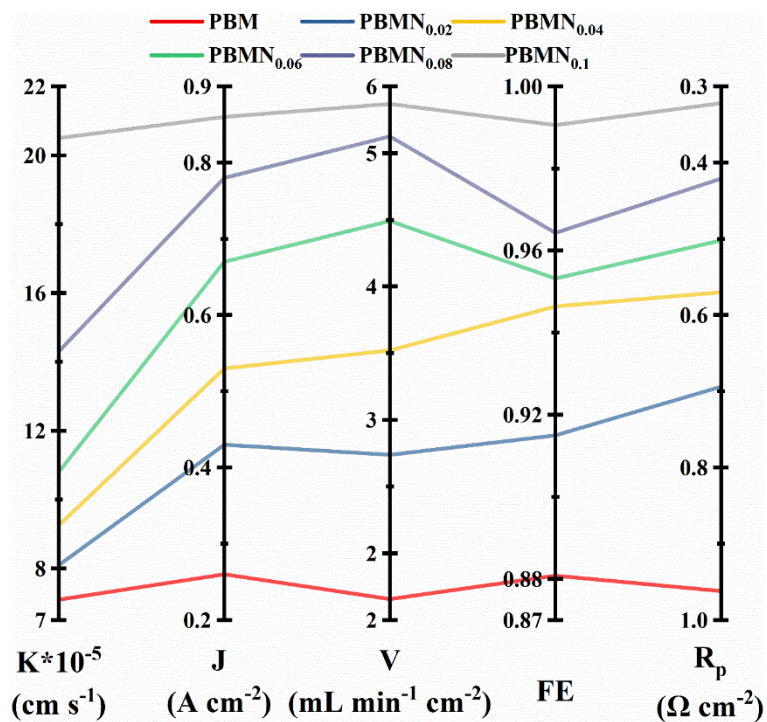 PBM PBMN0.02 PBMN0.04
PBMN0.06 PBMN0.08 PBMN0.1
22 0.9 6 1.00 0.3
20 0.8 5 0.4
0.96
16 0.6 4 0.6
12 3 0.92
0.4 0.8
8 2 0.88
7 0.2 2 0.87 1.0
K*10-5 J V FE Rp
(cm s-1) (A cm-2) (mL min-1 cm-2) (Ω cm-2)